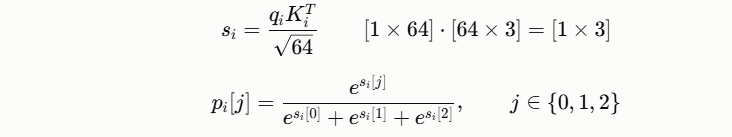 $s_i = \frac{q_i K_i^T}{\sqrt{64}} \qquad [1 \times 64] \cdot [64 \times 3] = [1 \times 3]$
$p_i[j] = \frac{e^{s_i[j]}}{e^{s_i[0]} + e^{s_i[1]} + e^{s_i[2]}}, \qquad j \in \{0, 1, 2\}$